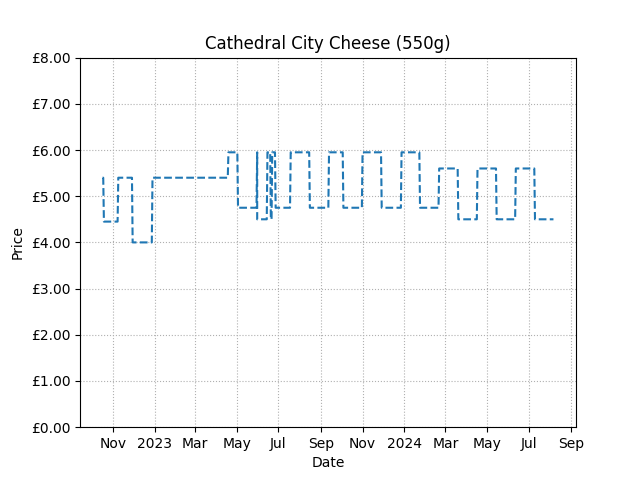 Cathedral City Cheese (550g)
£8.00
£7.00
£6.00
£5.00
£4.00
£3.00
£2.00
£1.00
£0.00
Price
Nov 2023 Mar May Jul Sep Nov 2024 Mar May Jul Sep
Date